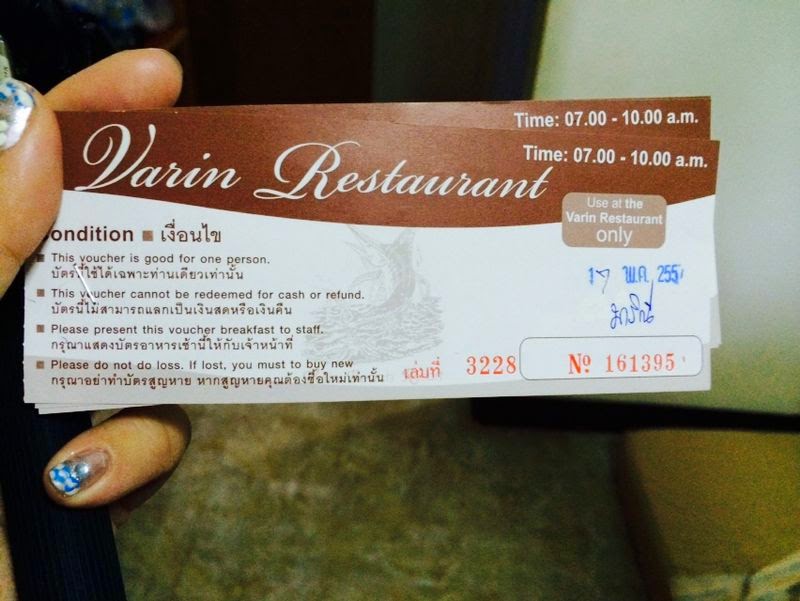 Time: 07.00 - 10.00 a.m.
Time: 07.00 - 10.00 a.m.
Varin Restaurant
Use at the
Varin Restaurant
only
ondition ■ เงื่อนไข
■ This voucher is good for one person.
บัตรนี้ใช้ได้เฉพาะท่านเดียวเท่านั้น
■ This voucher cannot be redeemed for cash or refund.
บัตรนี้ไม่สามารถแลกเป็นเงินสดหรือเงินคืน
■ Please present this voucher breakfast to staff.
กรุณาแสดงบัตรอาหารเช้านี้ให้กับเจ้าหน้าที่
■ Please do not do loss. If lost, you must to buy new
กรุณาอย่าทำบัตรสูญหาย หากสูญหายคุณต้องซื้อใหม่เท่านั้น
17 พ.ค. 255
เล่มที่ 3228
No 161395